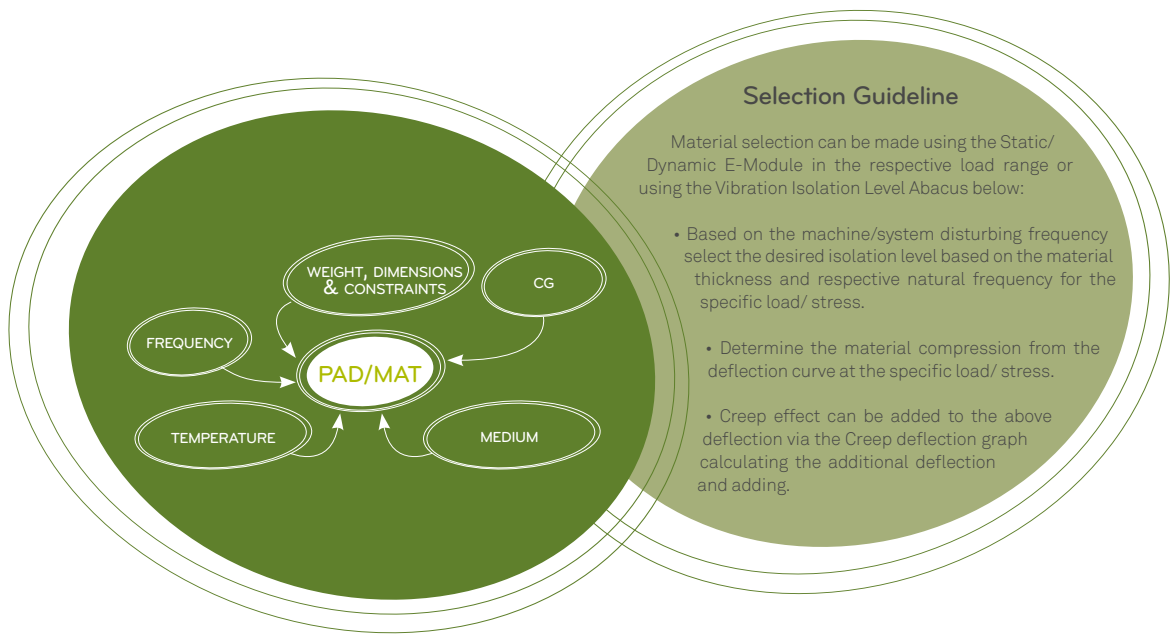 WEIGHT, DIMENSIONS
& CONSTRAINTS
CG
FREQUENCY
PAD/MAT
TEMPERATURE
MEDIUM
Selection Guideline
Material selection can be made using the Static/
Dynamic E-Module in the respective load range or
using the Vibration Isolation Level Abacus below:
• Based on the machine/system disturbing frequency
select the desired isolation level based on the material
thickness and respective natural frequency for the
specific load/ stress.
• Determine the material compression from the
deflection curve at the specific load/ stress.
• Creep effect can be added to the above
deflection via the Creep deflection graph
calculating the additional deflection
and adding.